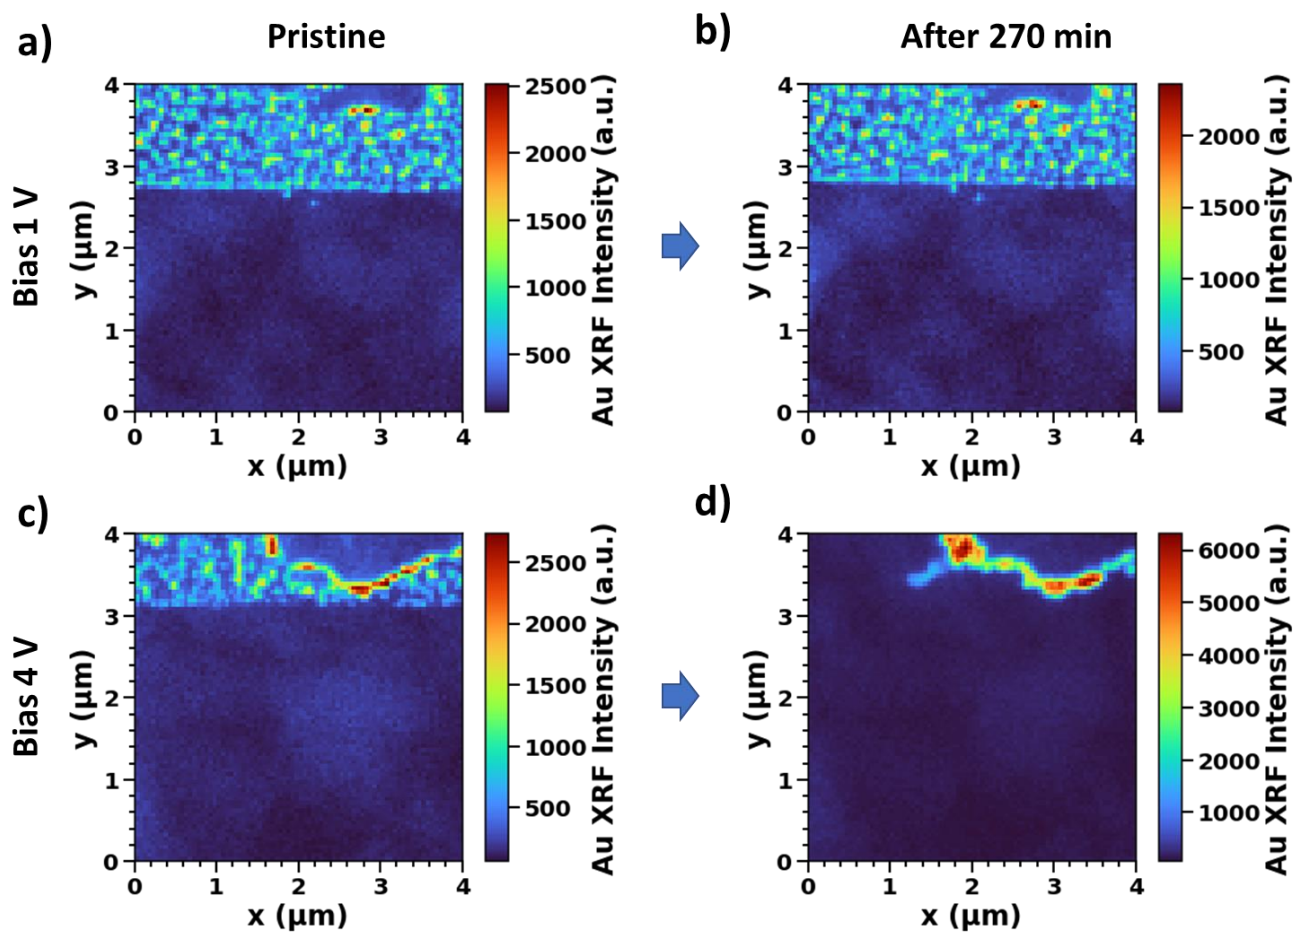 a)
Pristine
b)
After 270 min
Bias 1 V
4
3
2
1
0
y (μm)
0 1 2 3 4
x (μm)
2500
2000
1500
1000
500
Au XRF Intensity (a.u.)
4
3
2
1
0
y (μm)
0 1 2 3 4
x (μm)
2000
1500
1000
500
Au XRF Intensity (a.u.)
c)
d)
Bias 4 V
4
3
2
1
0
y (μm)
0 1 2 3 4
x (μm)
2500
2000
1500
1000
500
Au XRF Intensity (a.u.)
4
3
2
1
0
y (μm)
0 1 2 3 4
x (μm)
6000
5000
4000
3000
2000
1000
Au XRF Intensity (a.u.)